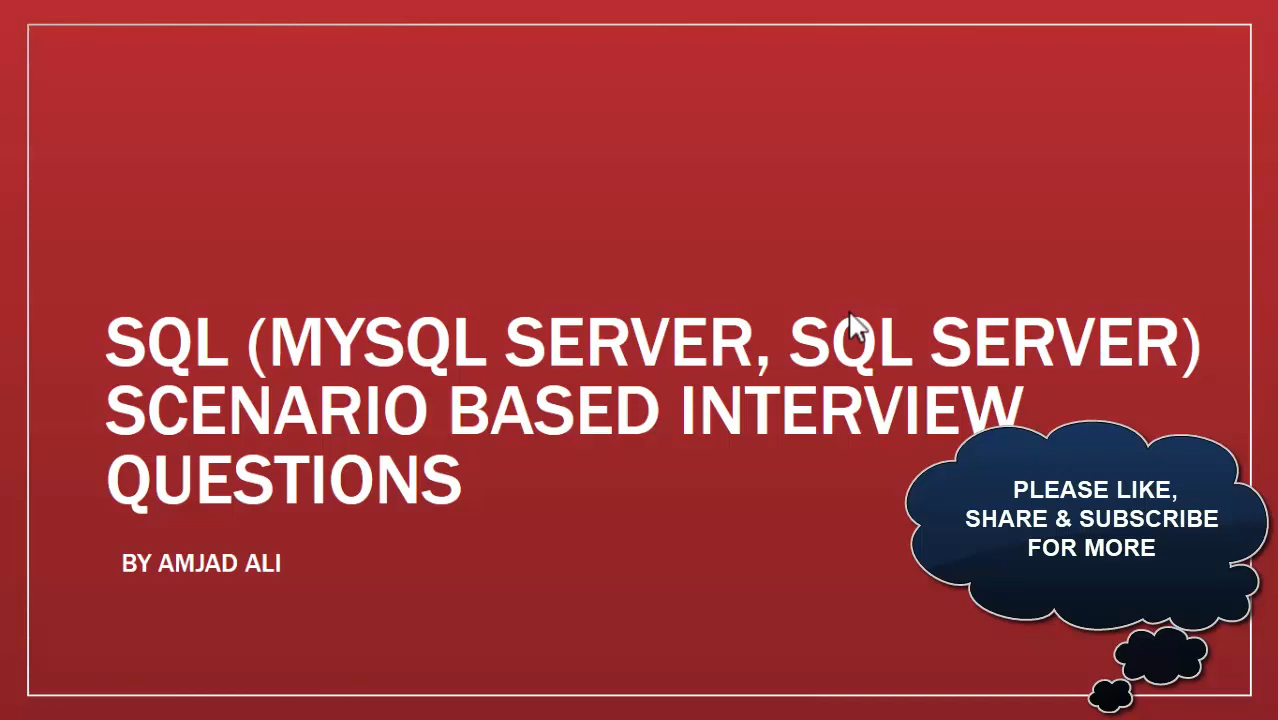 SQL (MYSQL SERVER, SQL SERVER)
SCENARIO BASED INTERVIEW
QUESTIONS
BY AMJAD ALI
PLEASE LIKE,
SHARE & SUBSCRIBE
FOR MORE